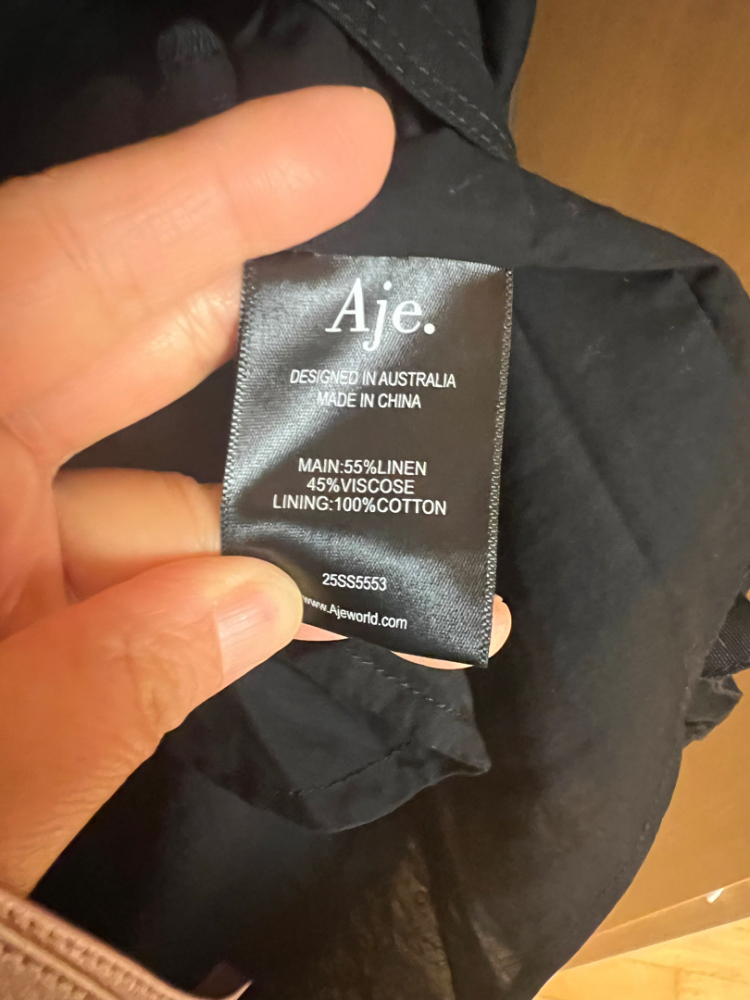 Aje.
DESIGNED IN AUSTRALIA
MADE IN CHINA
MAIN:55%LINEN
45%VISCOSE
LINING:100%COTTON
25SS5553
www.Ajeworld.com